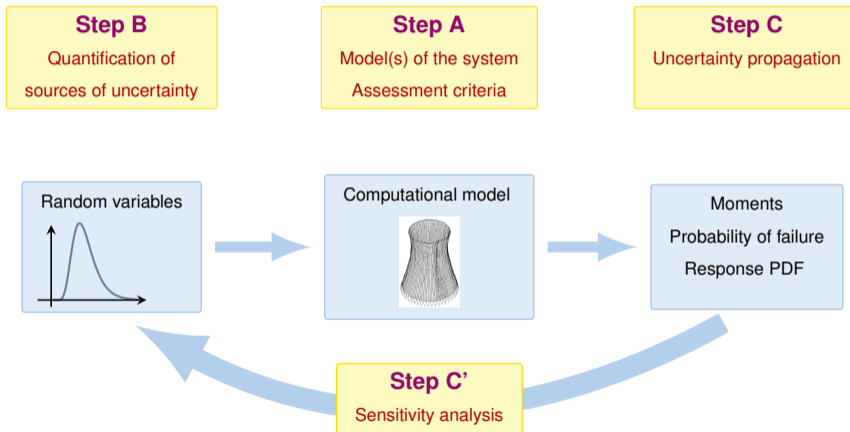 Step B
Quantification of
sources of uncertainty
Step A
Model(s) of the system
Assessment criteria
Step C
Uncertainty propagation
Random variables
Computational model
Moments
Probability of failure
Response PDF
Step C’
Sensitivity analysis